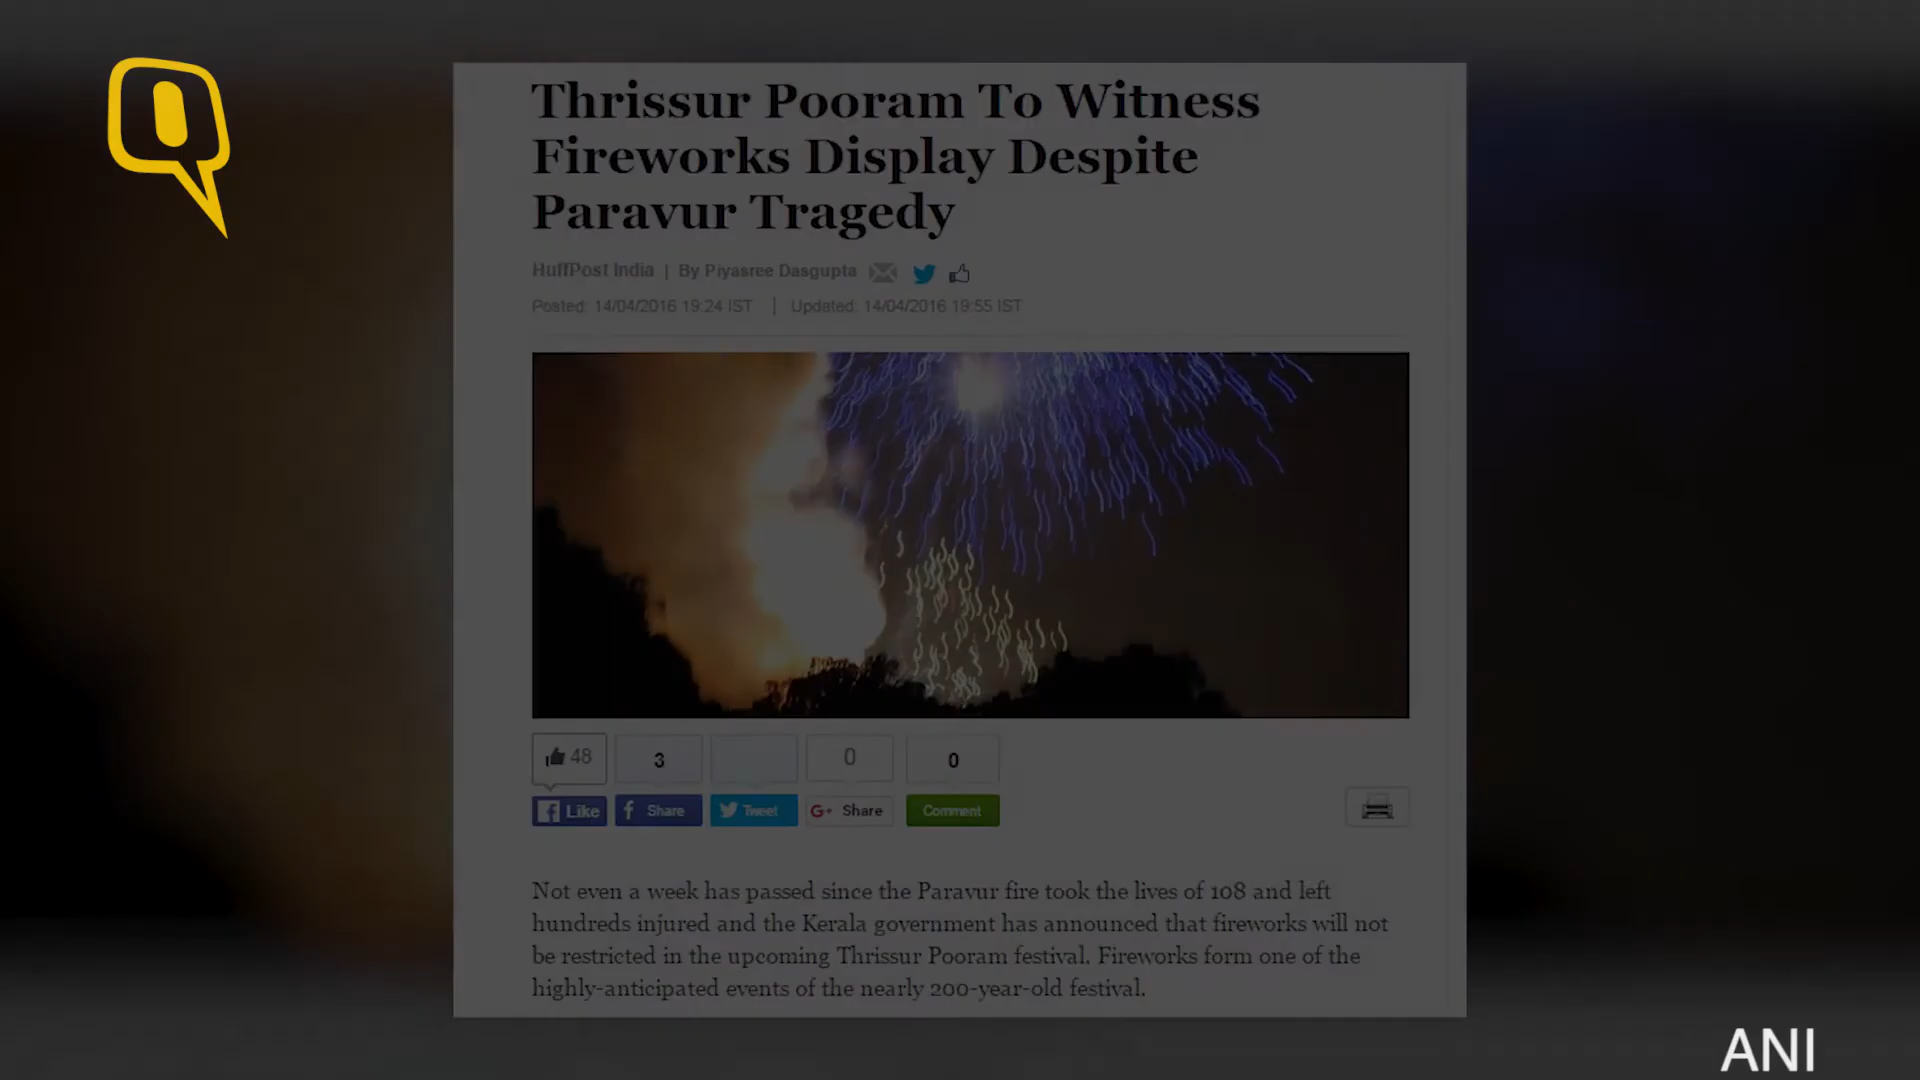 Thrissur Pooram To Witness
Fireworks Display Despite
Paravur Tragedy
HuffPost India | By Piyasree Dasgupta
Posted: 14/04/2016 19:24 IST | Updated: 14/04/2016 19:55 IST
48 3 0 0
Like Share Tweet G+ Share Comment
Not even a week has passed since the Paravur fire took the lives of 108 and left
hundreds injured and the Kerala government has announced that fireworks will not
be restricted in the upcoming Thrissur Pooram festival. Fireworks form one of the
highly-anticipated events of the nearly 200-year-old festival.
ANI